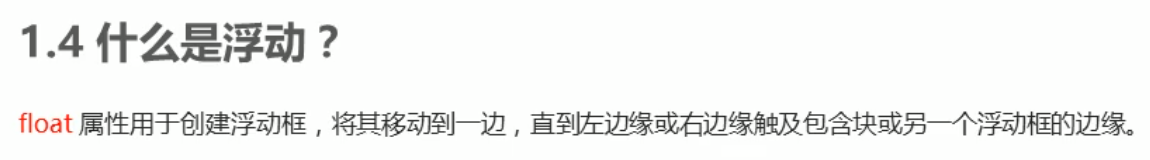 1.4 什么是浮动？
float 属性用于创建浮动框，将其移动到一边，直到左边缘或右边缘触及包含块或另一个浮动框的边缘。